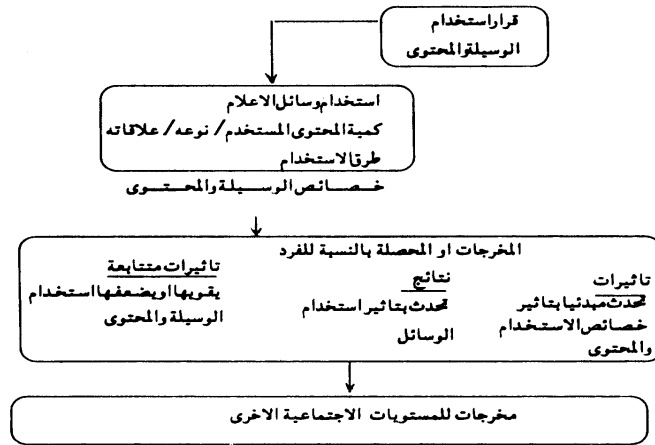 قرار استخدام
الوسيلة والمحتوى
استخدام وسائل الاعلام
كمية المحتوى المستخدم / نوعه / علاقاته
طرق الاستخدام
خصائص الوسيلة والمحتوى
المخرجات او المحصلة بالنسبة للفرد
تاثيرات
تحدث مبدئيا بتاثير
خصائص الاستخدام
والمحتوى
نتائج
تحدث بتاثير استخدام
الوسائل
تاثيرات متتابعة
يقويها او يضعفها استخدام
الوسيلة والمحتوى
مخرجات للمستويات الاجتماعية الاخرى